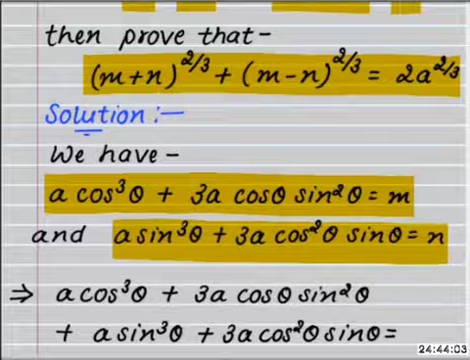 then prove that-
(m+n)^2/3 + (m-n)^2/3 = 2a^2/3
Solution :-
We have -
a cos³θ + 3a cosθ sin²θ = m
and a sin³θ + 3a cos²θ sinθ = n
⇒ a cos³θ + 3a cosθ sin²θ
+ a sin³θ + 3a cos²θ sinθ =
24:44:03